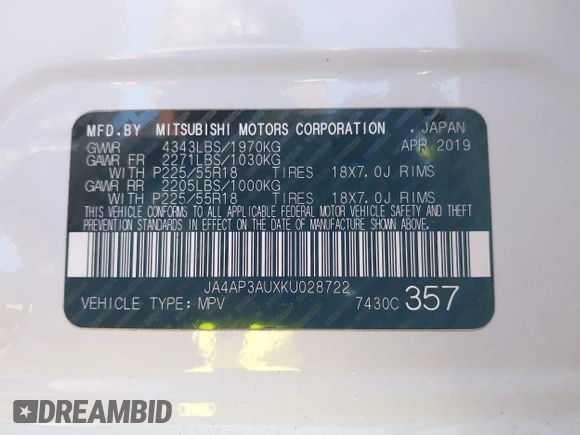 MFD.BY MITSUBISHI MOTORS CORPORATION . JAPAN
GVWR 4343LBS/1970KG APR 2019
GAWR FR 2271LBS/1030KG
WITH P225/55R18 TIRES 18X7.0J RIMS
GAWR RR 2205LBS/1000KG
WITH P225/55R18 TIRES 18X7.0J RIMS
THIS VEHICLE CONFORMS TO ALL APPLICABLE FEDERAL MOTOR VEHICLE SAFETY AND THEFT
PREVENTION STANDARDS IN EFFECT ON THE DATE OF MANUFACTURE SHOWN ABOVE.
JA4AP3AUXKU028722
VEHICLE TYPE: MPV 7430C 357
DREAMBID